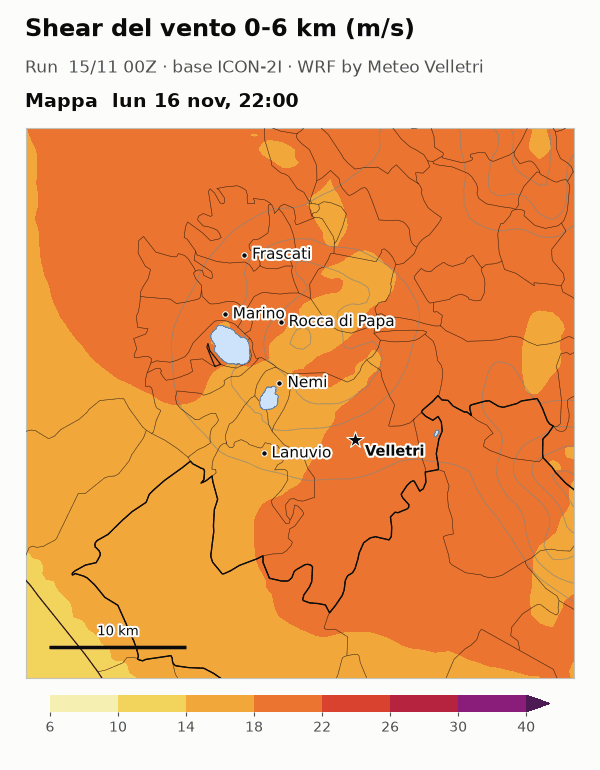 Shear del vento 0-6 km (m/s)
Run  15/11 00Z · base ICON-2I · WRF by Meteo Velletri
Mappa  lun 16 nov, 22:00
Frascati
Marino
Rocca di Papa
Nemi
Velletri
Lanuvio
10 km
6 10 14 18 22 26 30 40